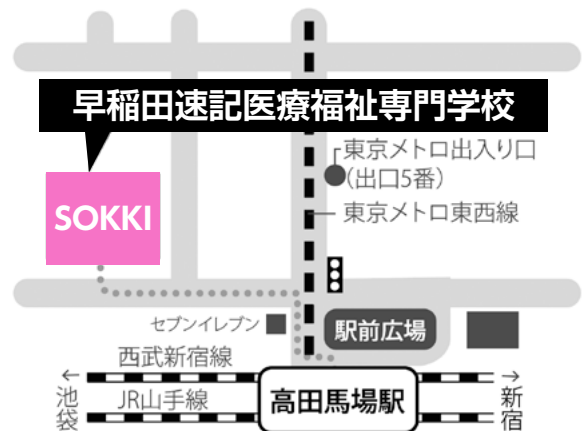 早稲田速記医療福祉専門学校
東京メトロ出入り口
(出口5番)
東京メトロ東西線
SOKKI
セブンイレブン
駅前広場
西武新宿線
←
池袋
JR山手線
高田馬場駅
→
新宿